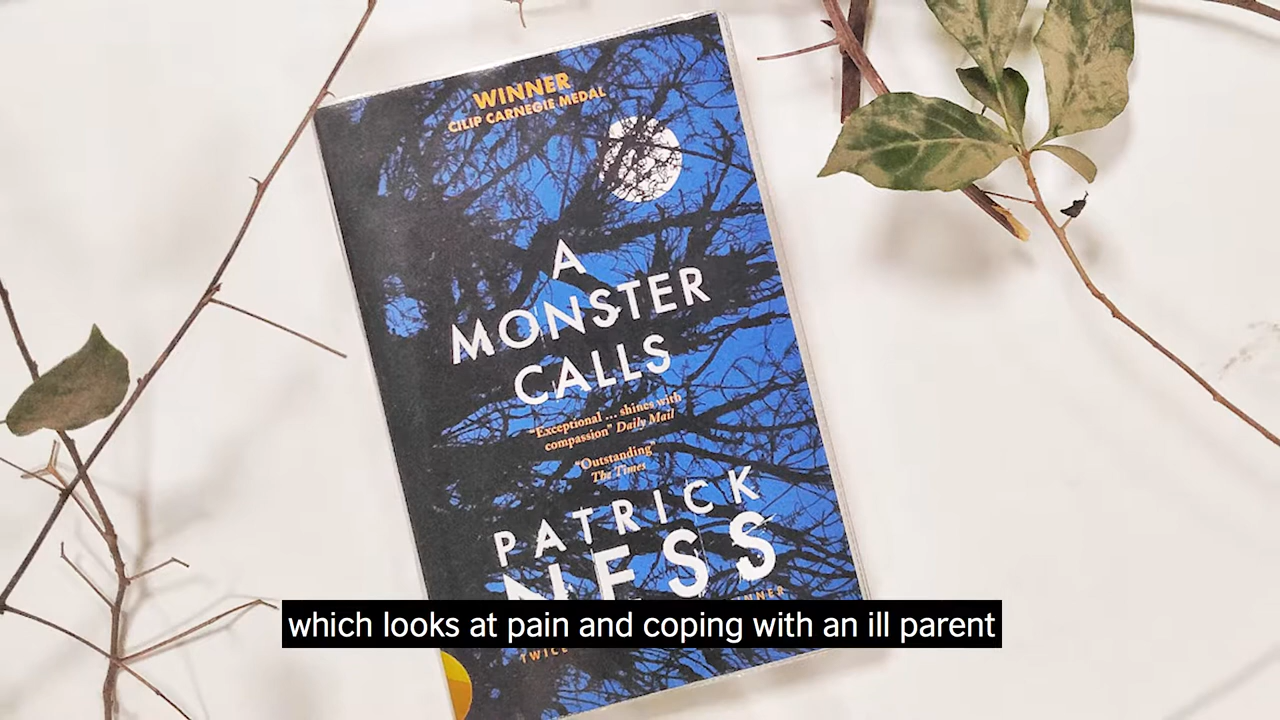 WINNER
CILIP CARNEGIE MEDAL
A
MONSTER
CALLS
"Exceptional ... shines with
compassion" Daily Mail
"Outstanding"
The Times
PATRICK
NESS
which looks at pain and coping with an ill parent
TWICE